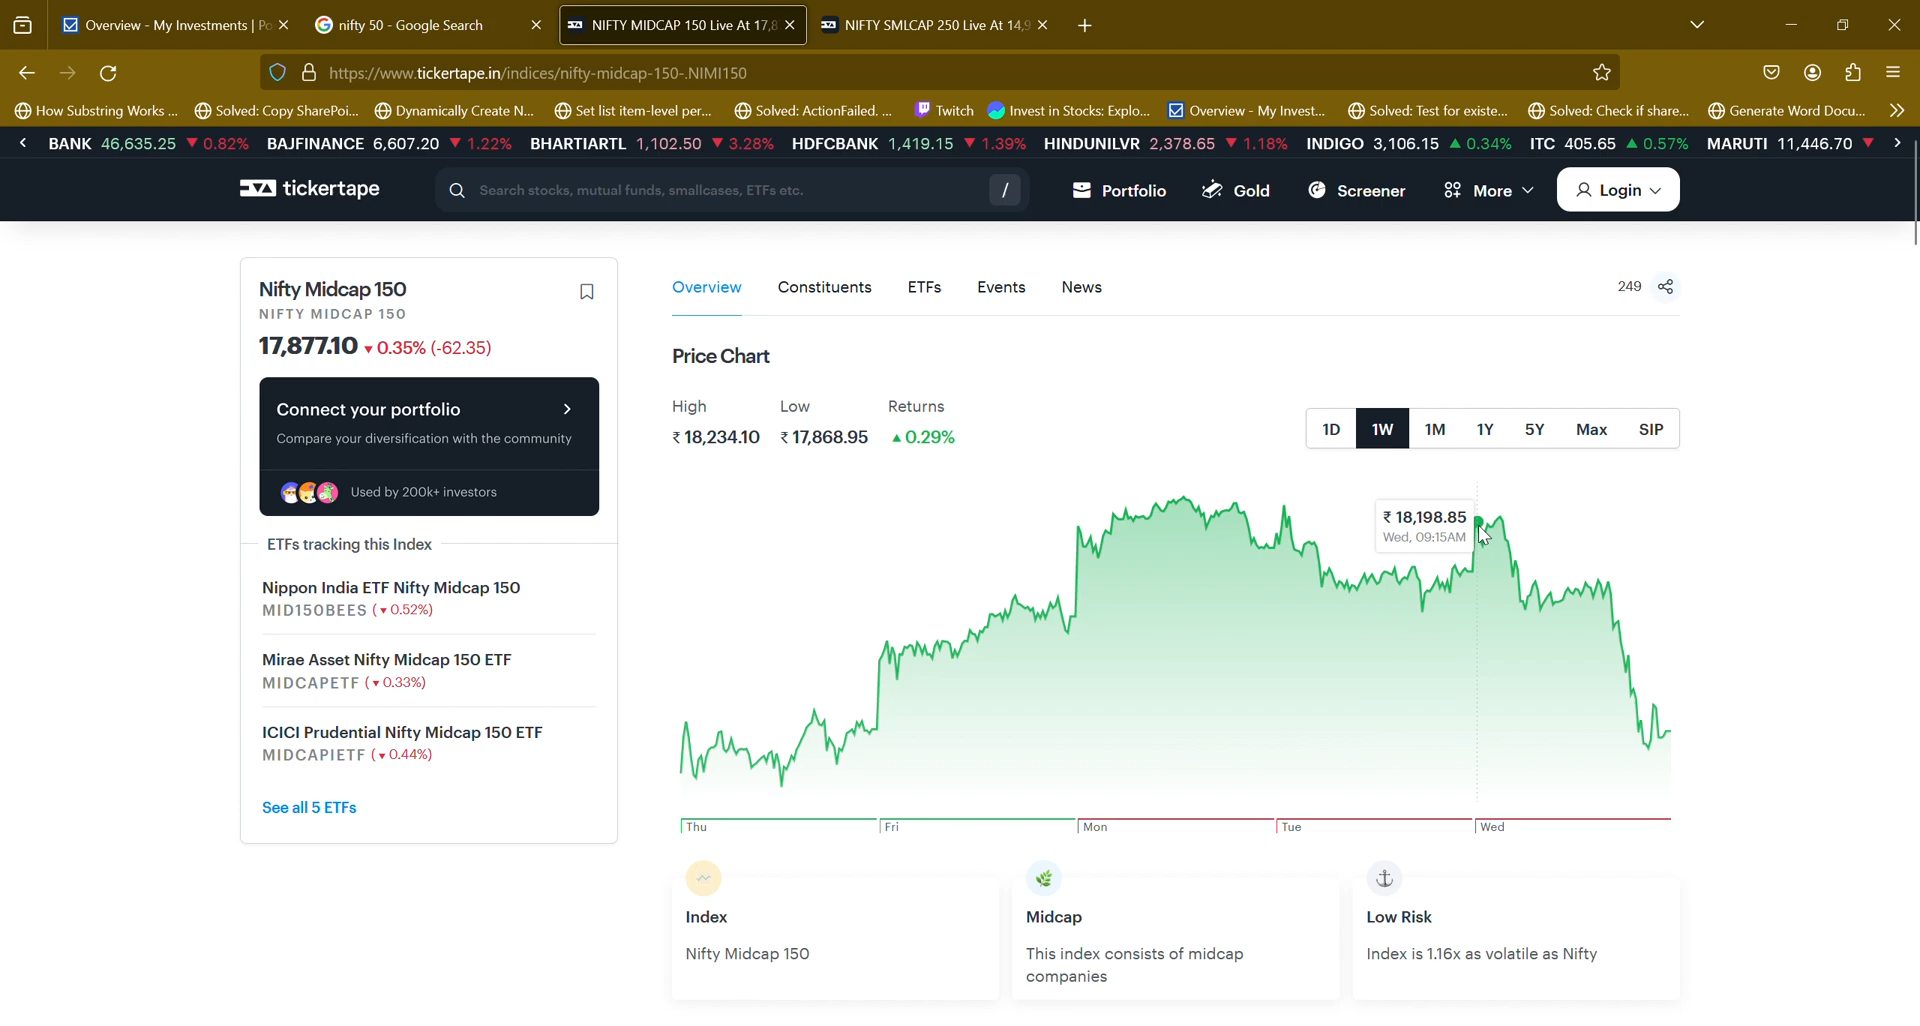 Overview - My Investments | Po
nifty 50 - Google Search
NIFTY MIDCAP 150 Live At 17,8
NIFTY SMLCAP 250 Live At 14,9
https://www.tickertape.in/indices/nifty-midcap-150-.NIMI150
How Substring Works ...
Solved: Copy SharePoi...
Dynamically Create N...
Set list item-level per...
Solved: ActionFailed. ...
Twitch
Invest in Stocks: Explo...
Overview - My Invest...
Solved: Test for existe...
Solved: Check if share...
Generate Word Docu...
BANK 46,635.25 ▼ 0.82% BAJFINANCE 6,607.20 ▼ 1.22% BHARTIARTL 1,102.50 ▼ 3.28% HDFCBANK 1,419.15 ▼ 1.39% HINDUNILVR 2,378.65 ▼ 1.18% INDIGO 3,106.15 ▲ 0.34% ITC 405.65 ▲ 0.57% MARUTI 11,446.70 ▼
tickertape
Search stocks, mutual funds, smallcases, ETFs etc.
/
Portfolio
Gold
Screener
More
Login
Nifty Midcap 150
NIFTY MIDCAP 150
17,877.10 ▼ 0.35% (-62.35)
Connect your portfolio
Compare your diversification with the community
Used by 200k+ investors
ETFs tracking this Index
Nippon India ETF Nifty Midcap 150
MID150BEES (▼ 0.52%)
Mirae Asset Nifty Midcap 150 ETF
MIDCAPETF (▼ 0.33%)
ICICI Prudential Nifty Midcap 150 ETF
MIDCAPIETF (▼ 0.44%)
See all 5 ETFs
Overview
Constituents
ETFs
Events
News
249
Price Chart
High Low Returns
₹ 18,234.10 ₹ 17,868.95 ▲ 0.29%
1D 1W 1M 1Y 5Y Max SIP
₹ 18,198.85
Wed, 09:15AM
Thu Fri Mon Tue Wed
Index
Nifty Midcap 150
Midcap
This index consists of midcap
companies
Low Risk
Index is 1.16x as volatile as Nifty